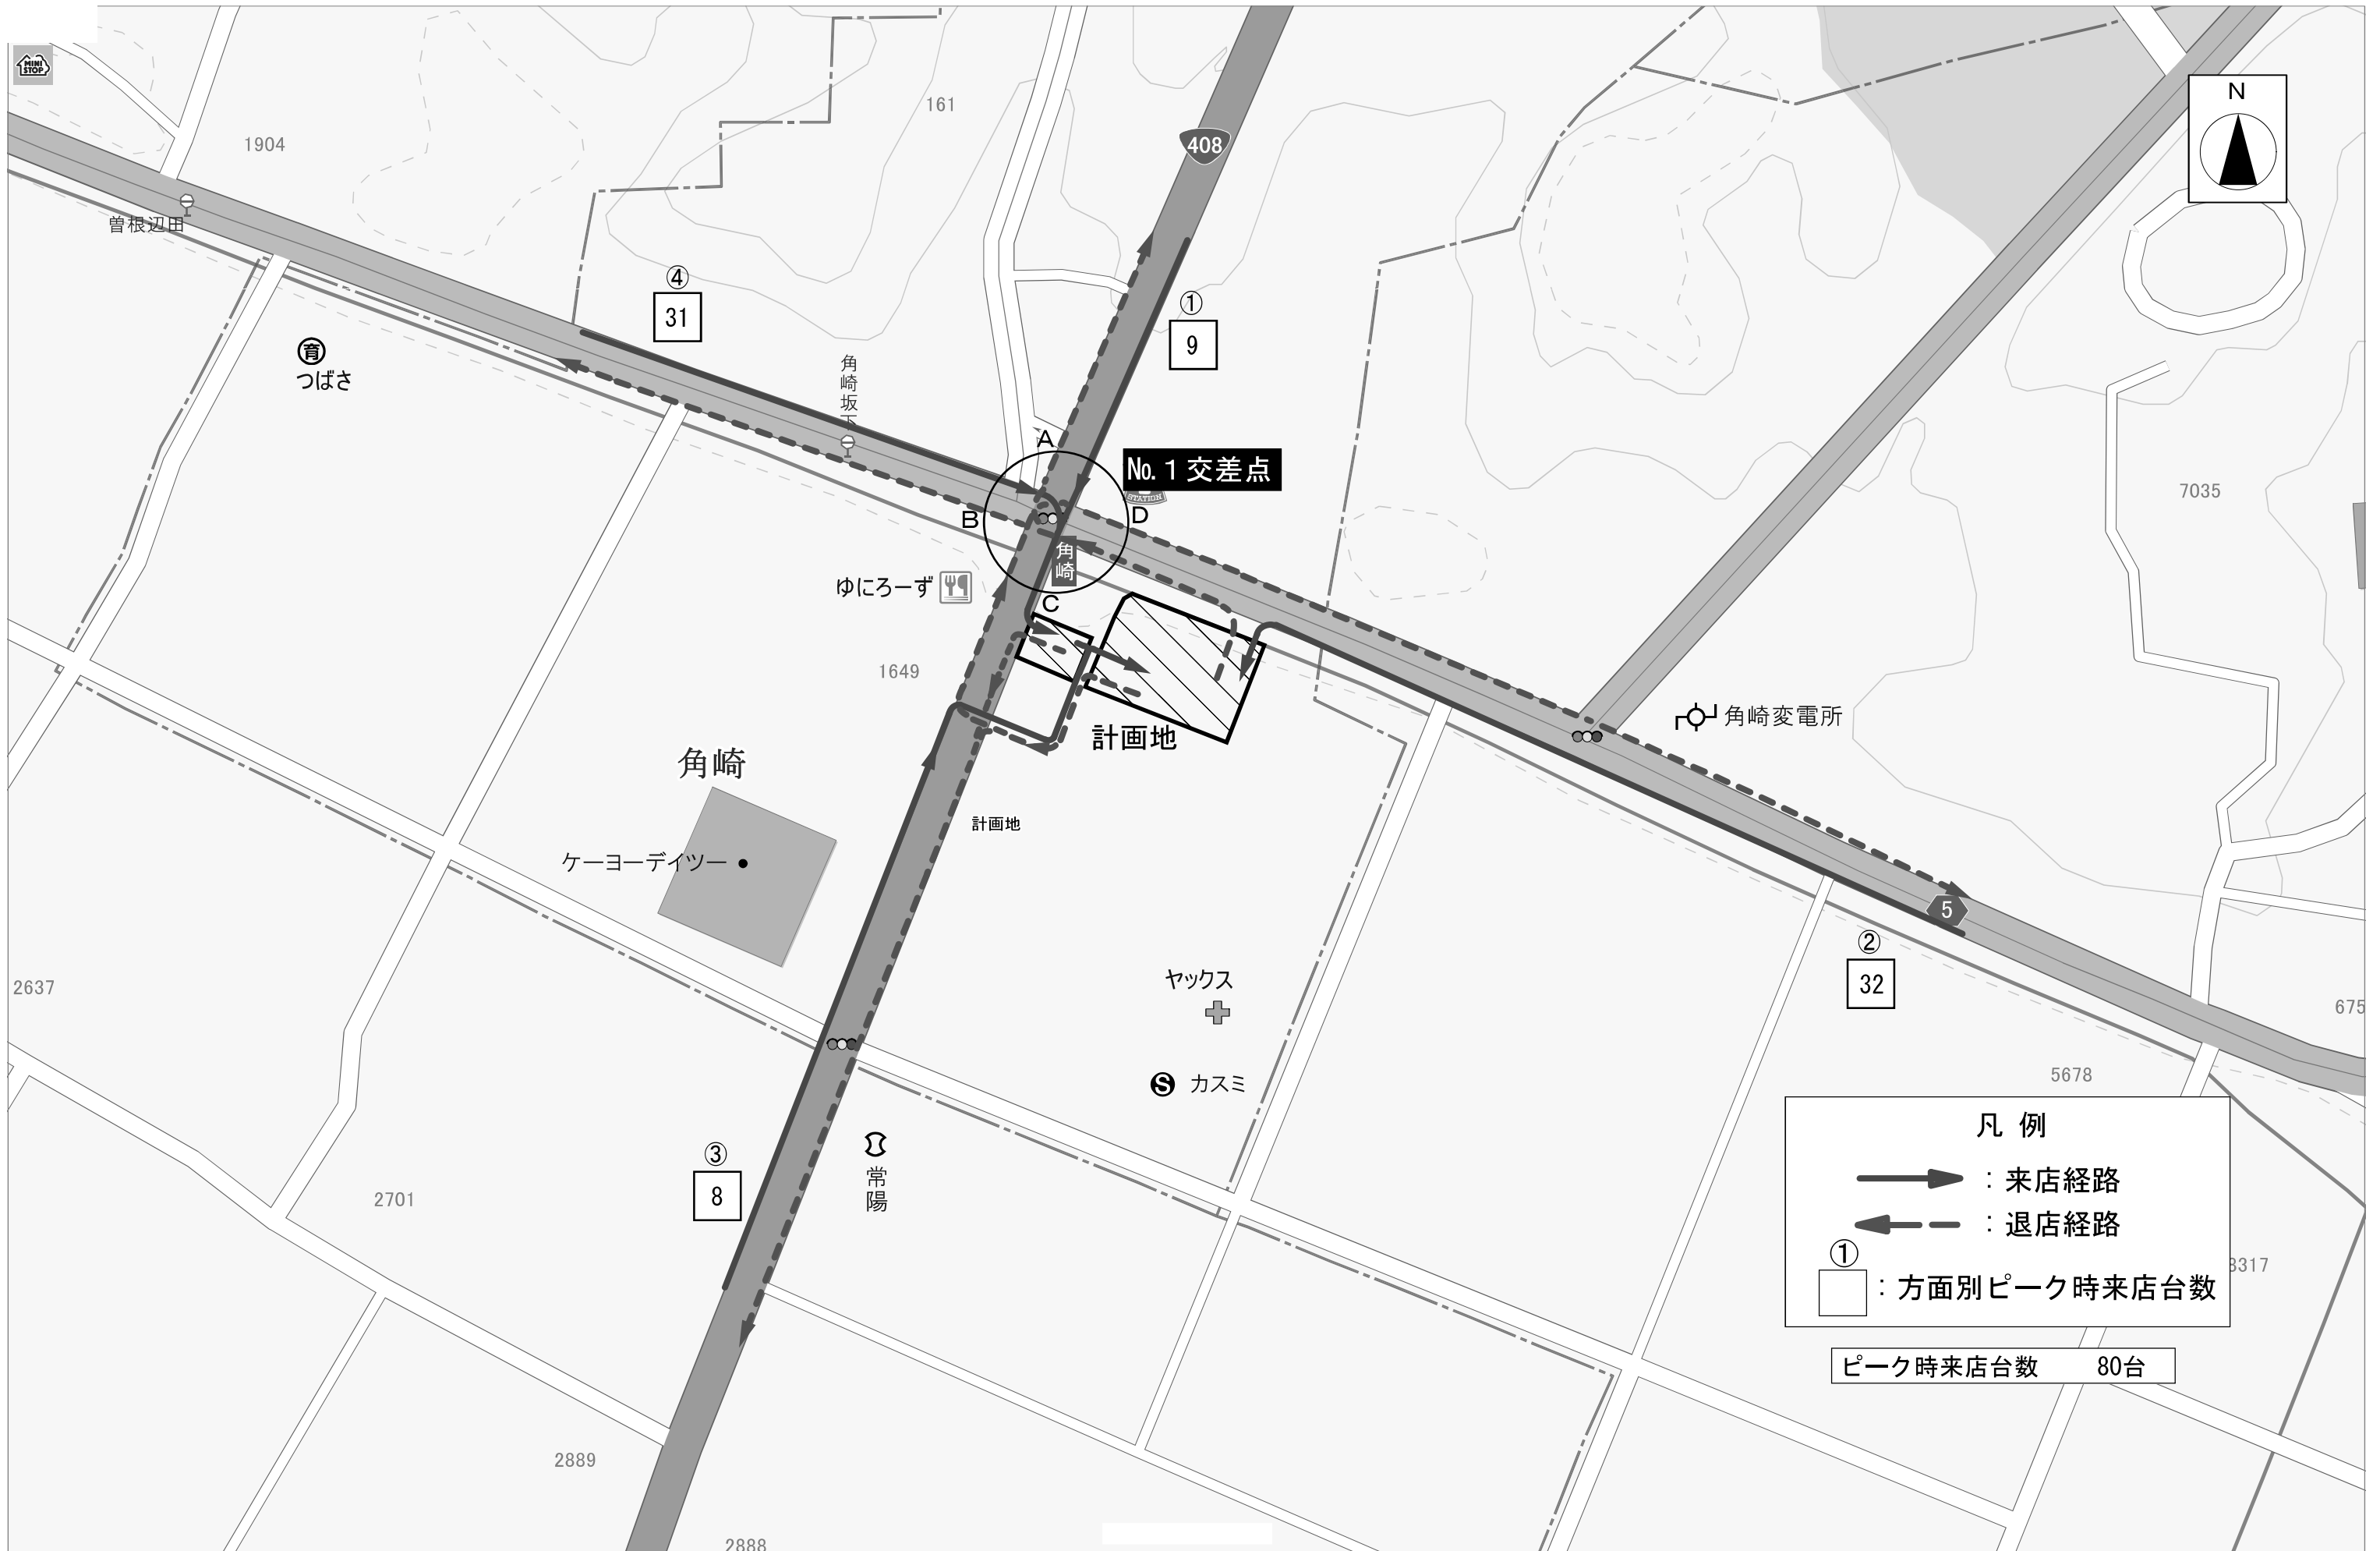 MINI STOP
1904
161
408
N
曽根辺田
④
31
①
9
育
つばさ
角崎坂下
A
No.1交差点
STATION
B
D
角崎
7035
ゆにろーず
C
1649
計画地
角崎変電所
角崎
計画地
ケーヨーデイツー
5
②
32
ヤックス
2637
675
S カスミ
5678
凡 例
③
8
常陽
：来店経路
2701
：退店経路
①
：方面別ピーク時来店台数
3317
ピーク時来店台数 80台
2889
2888